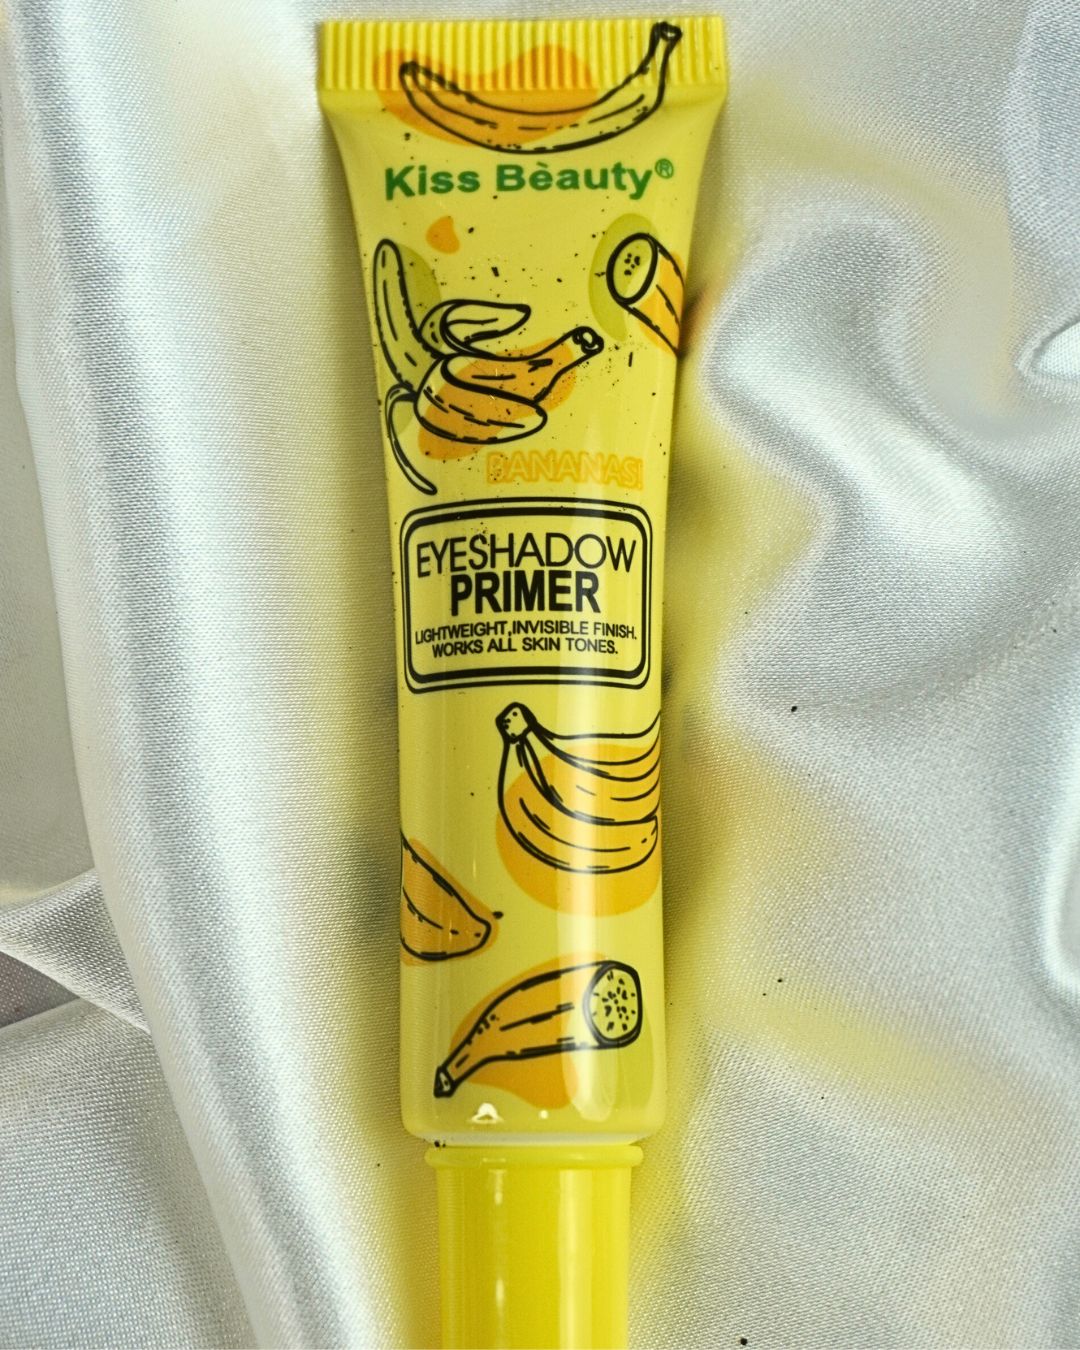 Kiss Bèauty®
BANANAS!
EYESHADOW
PRIMER
LIGHTWEIGHT,INVISIBLE FINISH.
WORKS ALL SKIN TONES.